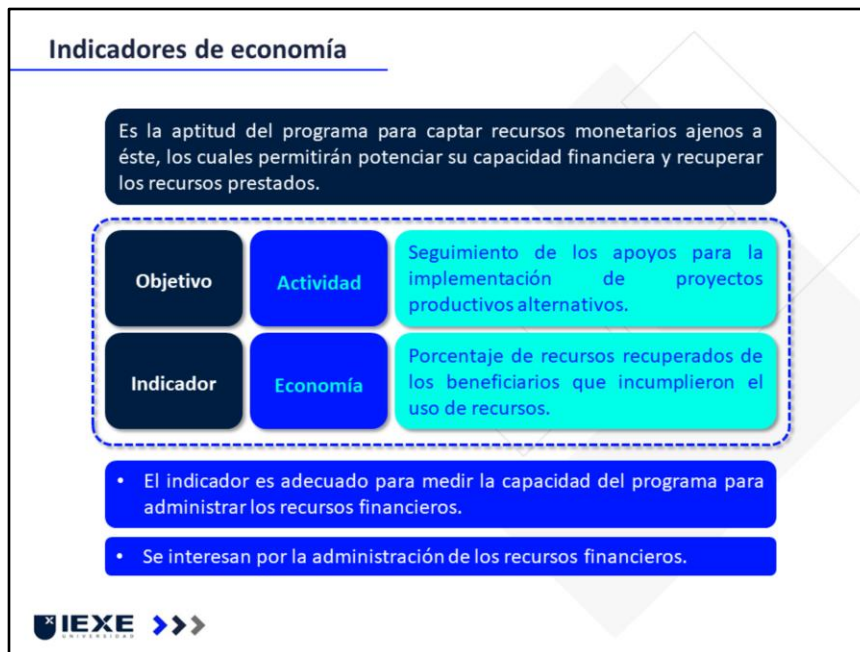 Indicadores de economía
Es la aptitud del programa para captar recursos monetarios ajenos a
éste, los cuales permitirán potenciar su capacidad financiera y recuperar
los recursos prestados.
Objetivo
Actividad
Seguimiento de los apoyos para la
implementación de proyectos
productivos alternativos.
Indicador
Economía
Porcentaje de recursos recuperados de
los beneficiarios que incumplieron el
uso de recursos.
• El indicador es adecuado para medir la capacidad del programa para
administrar los recursos financieros.
• Se interesan por la administración de los recursos financieros.
IEXE
UNIVERSIDAD